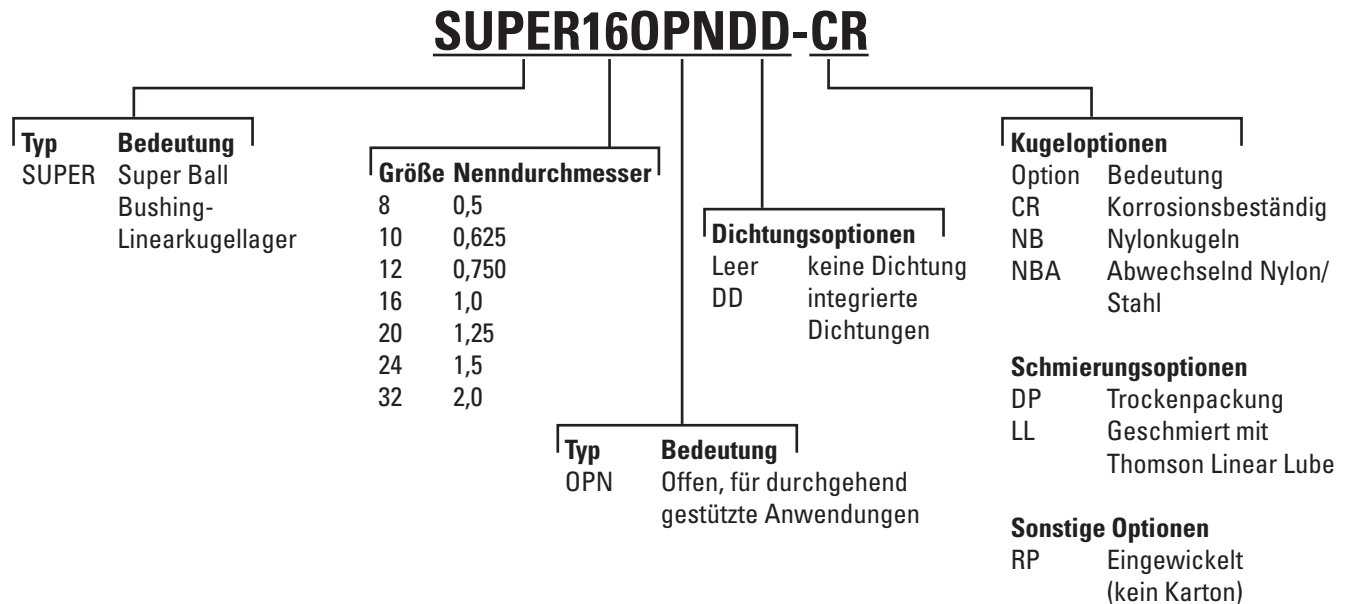 SUPER16OPNDD-CR
Typ Bedeutung
SUPER Super Ball
Bushing-
Linearkugellager
Größe Nenndurchmesser
8 0,5
10 0,625
12 0,750
16 1,0
20 1,25
24 1,5
32 2,0
Typ Bedeutung
OPN Offen, für durchgehend
gestützte Anwendungen
Dichtungsoptionen
Leer keine Dichtung
DD integrierte
Dichtungen
Kugeloptionen
Option Bedeutung
CR Korrosionsbeständig
NB Nylonkugeln
NBA Abwechselnd Nylon/
Stahl
Schmierungsoptionen
DP Trockenpackung
LL Geschmiert mit
Thomson Linear Lube
Sonstige Optionen
RP Eingewickelt
(kein Karton)